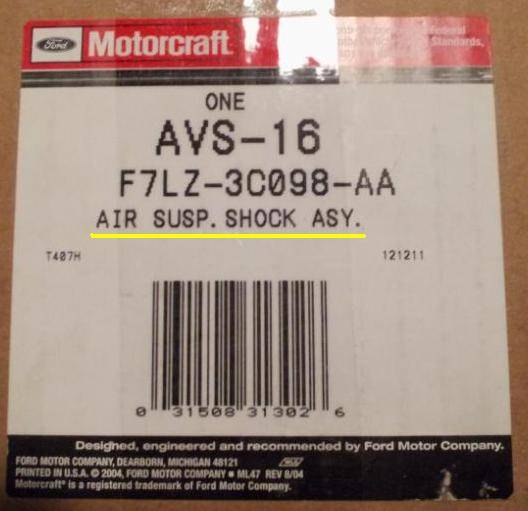 Ford
Motorcraft
Federal
Standards.
ONE
AVS-16
F7LZ-3C098-AA
AIR SUSP. SHOCK ASY.
T407H 121211
0 31508 31302 6
Designed, engineered and recommended by Ford Motor Company.
FORD MOTOR COMPANY, DEARBORN, MICHIGAN 48121
PRINTED IN U.S.A. © 2004, FORD MOTOR COMPANY • ML47 REV 8/04
Motorcraft® is a registered trademark of Ford Motor Company.